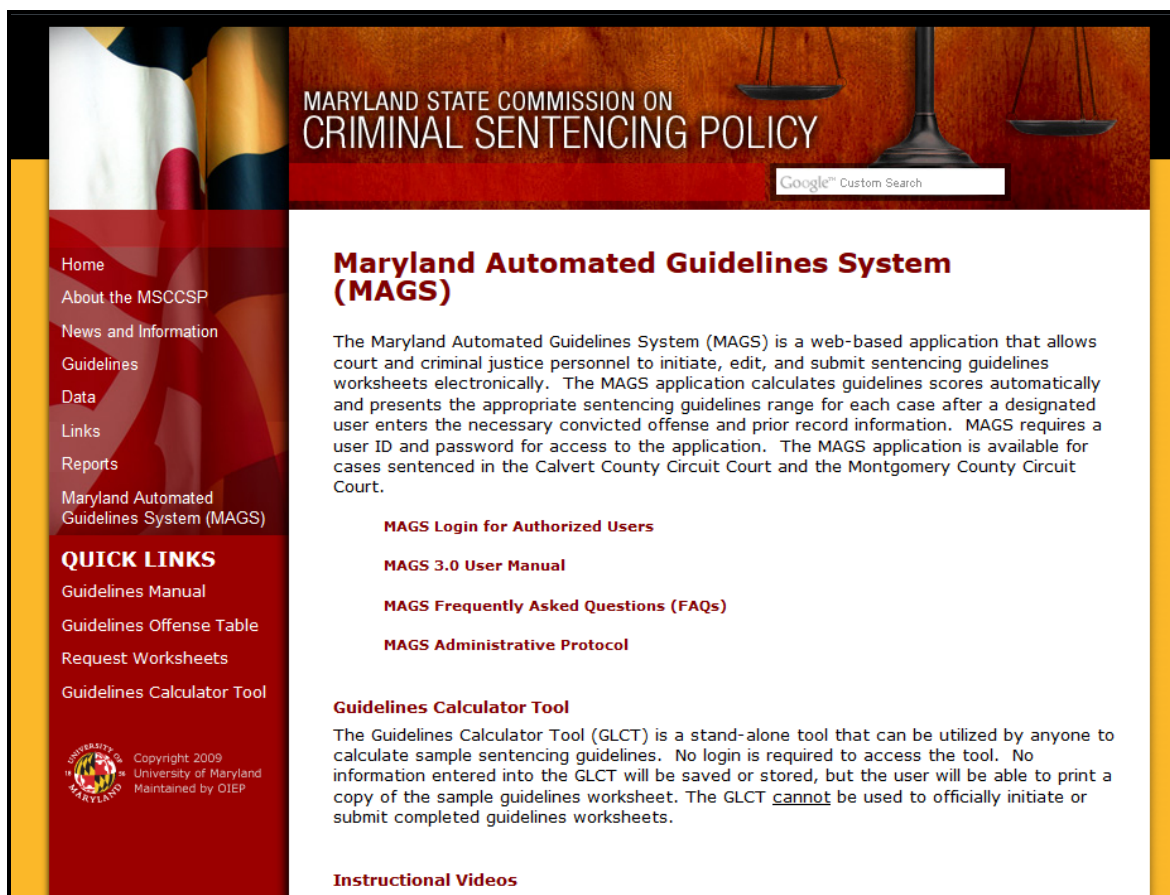 MARYLAND STATE COMMISSION ON
CRIMINAL SENTENCING POLICY
Google™ Custom Search
Home
About the MSCCSP
News and Information
Guidelines
Data
Links
Reports
Maryland Automated
Guidelines System (MAGS)
QUICK LINKS
Guidelines Manual
Guidelines Offense Table
Request Worksheets
Guidelines Calculator Tool
UNIVERSITY OF
18 56
MARYLAND
Copyright 2009
University of Maryland
Maintained by OIEP
Maryland Automated Guidelines System
(MAGS)
The Maryland Automated Guidelines System (MAGS) is a web-based application that allows
court and criminal justice personnel to initiate, edit, and submit sentencing guidelines
worksheets electronically.  The MAGS application calculates guidelines scores automatically
and presents the appropriate sentencing guidelines range for each case after a designated
user enters the necessary convicted offense and prior record information.  MAGS requires a
user ID and password for access to the application.  The MAGS application is available for
cases sentenced in the Calvert County Circuit Court and the Montgomery County Circuit
Court.
MAGS Login for Authorized Users
MAGS 3.0 User Manual
MAGS Frequently Asked Questions (FAQs)
MAGS Administrative Protocol
Guidelines Calculator Tool
The Guidelines Calculator Tool (GLCT) is a stand-alone tool that can be utilized by anyone to
calculate sample sentencing guidelines.  No login is required to access the tool.  No
information entered into the GLCT will be saved or stored, but the user will be able to print a
copy of the sample guidelines worksheet. The GLCT cannot be used to officially initiate or
submit completed guidelines worksheets.
Instructional Videos